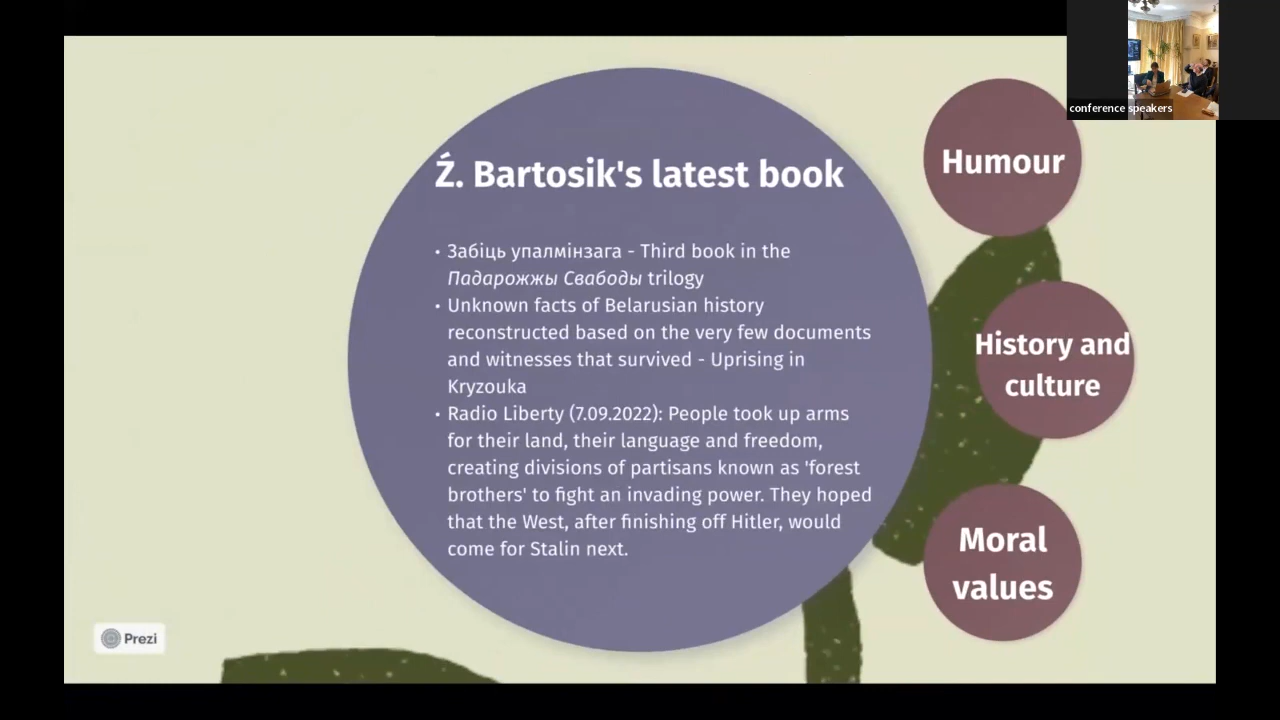 conference speakers
Ź. Bartosik's latest book
• Забіць упалмінзага - Third book in the
Падарожжы Свабоды trilogy
• Unknown facts of Belarusian history
reconstructed based on the very few documents
and witnesses that survived - Uprising in
Kryzouka
• Radio Liberty (7.09.2022): People took up arms
for their land, their language and freedom,
creating divisions of partisans known as 'forest
brothers' to fight an invading power. They hoped
that the West, after finishing off Hitler, would
come for Stalin next.
Humour
History and
culture
Moral
values
Prezi